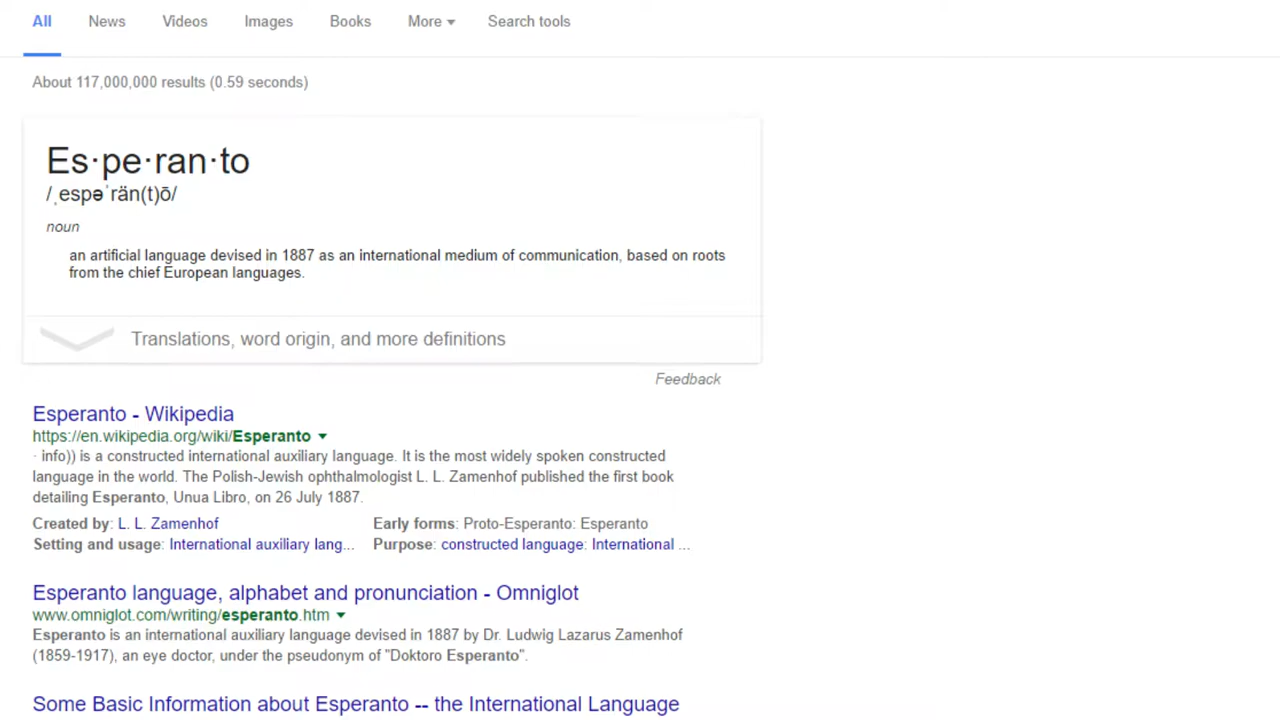 All News Videos Images Books More Search tools
About 117,000,000 results (0.59 seconds)
Es·pe·ran·to
/ˌespəˈrän(t)ō/
noun
an artificial language devised in 1887 as an international medium of communication, based on roots
from the chief European languages.
Translations, word origin, and more definitions
Feedback
Esperanto - Wikipedia
https://en.wikipedia.org/wiki/Esperanto
· info)) is a constructed international auxiliary language. It is the most widely spoken constructed
language in the world. The Polish-Jewish ophthalmologist L. L. Zamenhof published the first book
detailing Esperanto, Unua Libro, on 26 July 1887.
Created by: L. L. Zamenhof Early forms: Proto-Esperanto: Esperanto
Setting and usage: International auxiliary lang... Purpose: constructed language: International ...
Esperanto language, alphabet and pronunciation - Omniglot
www.omniglot.com/writing/esperanto.htm
Esperanto is an international auxiliary language devised in 1887 by Dr. Ludwig Lazarus Zamenhof
(1859-1917), an eye doctor, under the pseudonym of "Doktoro Esperanto".
Some Basic Information about Esperanto -- the International Language